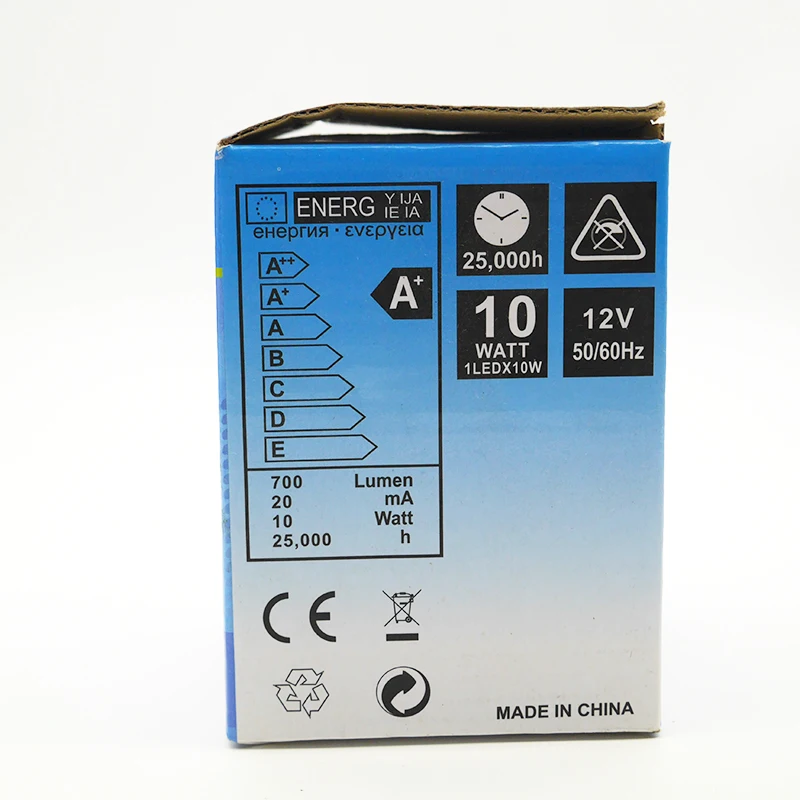 ENERG Y IJA
IE IA
енергия · ενεργεια
A++
A+
A
B
C
D
E
A+
700 Lumen
20 mA
10 Watt
25,000 h
25,000h
10
WATT
1LEDX10W
12V
50/60Hz
CE
MADE IN CHINA